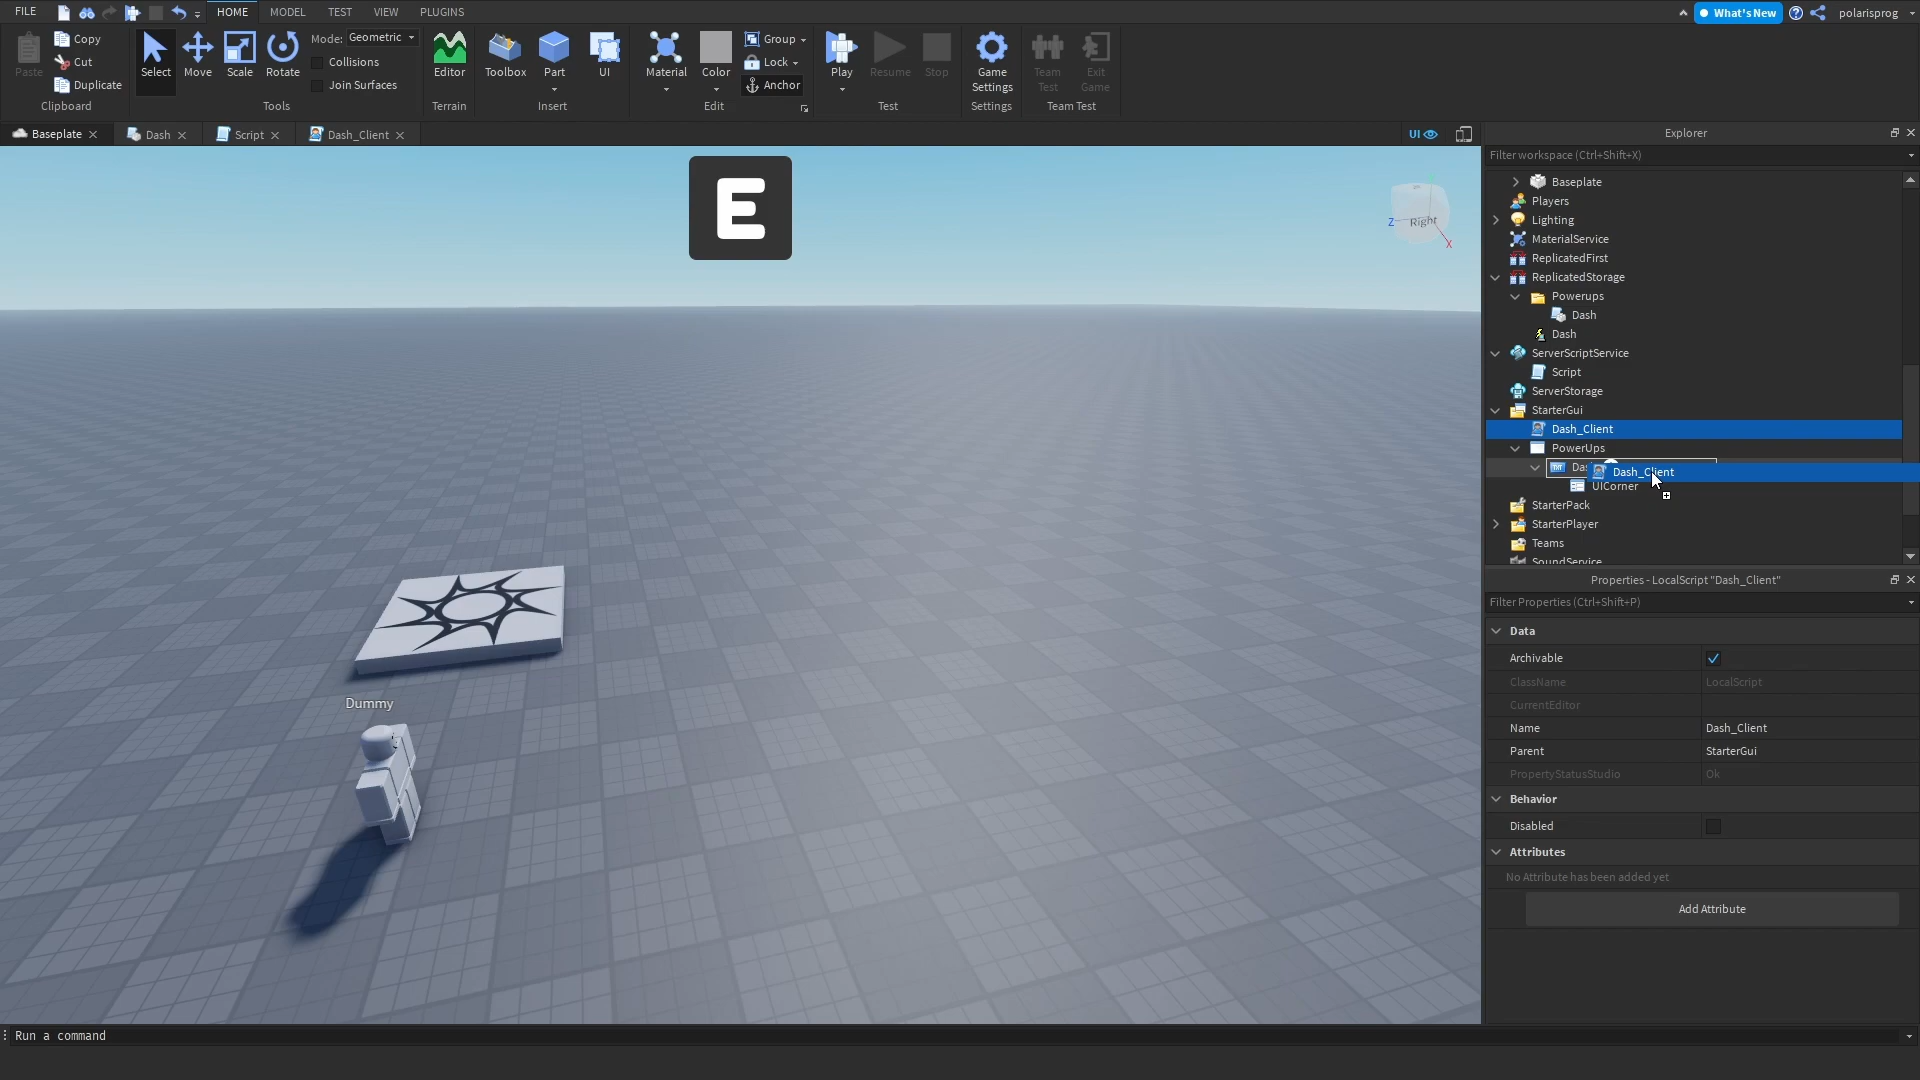 FILE
HOME
MODEL
TEST
VIEW
PLUGINS
What's New
polarisprog
Paste
Copy
Cut
Duplicate
Clipboard
Select
Move
Scale
Rotate
Mode: Geometric
Collisions
Join Surfaces
Tools
Editor
Terrain
Toolbox
Part
UI
Insert
Material
Color
Group
Lock
Anchor
Edit
Play
Resume
Stop
Test
Game
Settings
Settings
Team
Test
Exit
Game
Team Test
Baseplate
Dash
Script
Dash_Client
UI
E
Right
Z
X
Dummy
Explorer
Filter workspace (Ctrl+Shift+X)
Baseplate
Players
Lighting
MaterialService
ReplicatedFirst
ReplicatedStorage
Powerups
Dash
Dash
ServerScriptService
Script
ServerStorage
StarterGui
Dash_Client
PowerUps
Dash_Client
UICorner
StarterPack
StarterPlayer
Teams
SoundService
Properties - LocalScript "Dash_Client"
Filter Properties (Ctrl+Shift+P)
Data
Archivable
ClassName LocalScript
CurrentEditor
Name Dash_Client
Parent StarterGui
PropertyStatusStudio Ok
Behavior
Disabled
Attributes
No Attribute has been added yet
Add Attribute
Run a command